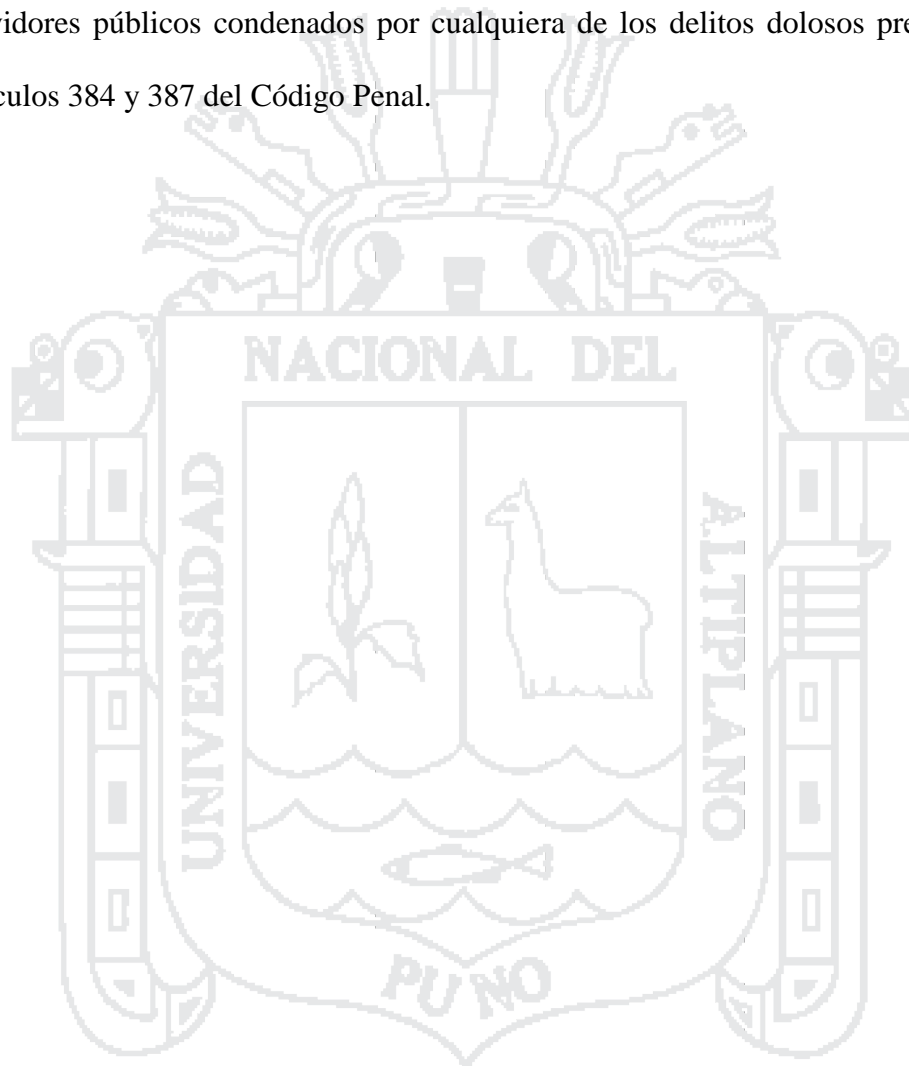 vidores públicos condenados por cualquiera de los delitos dolosos pre
culos 384 y 387 del Código Penal.
NACIONAL DEL
UNIVERSIDAD
ALTIPLANO
PUNO